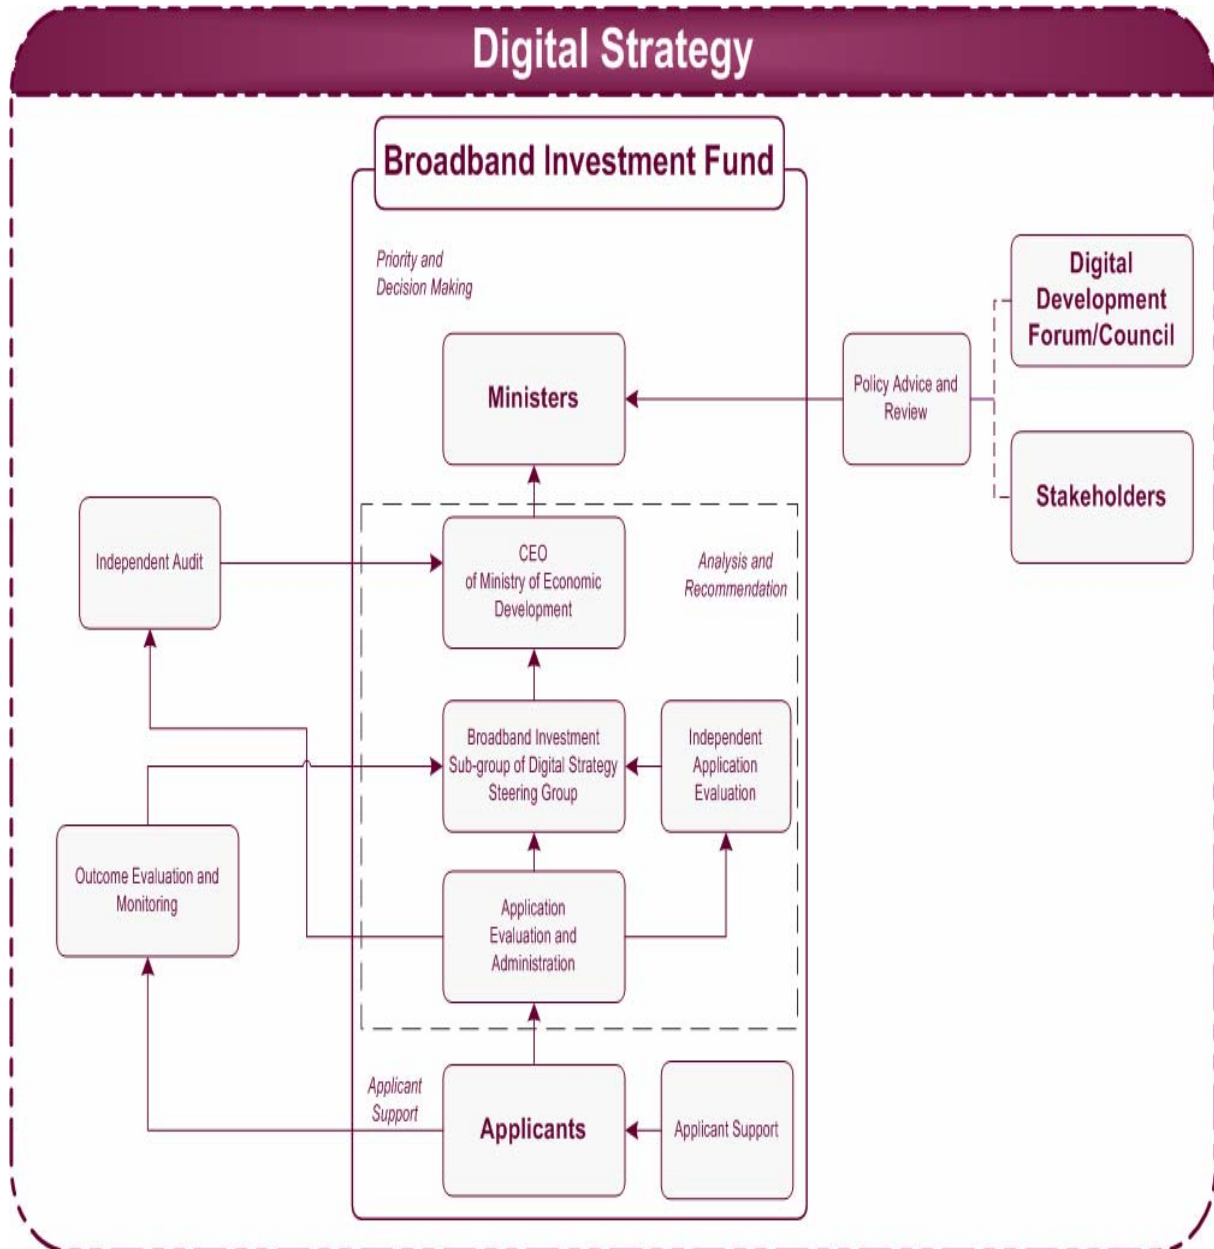 Digital Strategy
Broadband Investment Fund
Priority and
Decision Making
Digital
Development
Forum/Council
Ministers
Policy Advice and
Review
Stakeholders
Independent Audit
CEO
of Ministry of Economic
Development
Analysis and
Recommendation
Broadband Investment
Sub-group of Digital Strategy
Steering Group
Independent
Application
Evaluation
Outcome Evaluation and
Monitoring
Application
Evaluation and
Administration
Applicant
Support
Applicants
Applicant Support